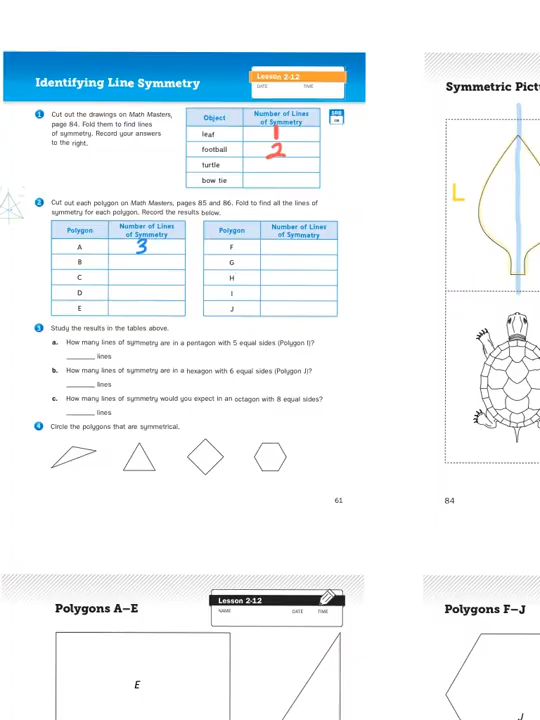 Identifying Line Symmetry
Lesson 2-12
DATE TIME
1 Cut out the drawings on Math Masters,
page 84. Fold them to find lines
of symmetry. Record your answers
to the right.
Object Number of Lines
of Symmetry
leaf 1
football 2
turtle
bow tie
2 Cut out each polygon on Math Masters, pages 85 and 86. Fold to find all the lines of
symmetry for each polygon. Record the results below.
Polygon Number of Lines
of Symmetry
A 3
B
C
D
E
Polygon Number of Lines
of Symmetry
F
G
H
I
J
3 Study the results in the tables above.
a. How many lines of symmetry are in a pentagon with 5 equal sides (Polygon I)?
______ lines
b. How many lines of symmetry are in a hexagon with 6 equal sides (Polygon J)?
______ lines
c. How many lines of symmetry would you expect in an octagon with 8 equal sides?
______ lines
4 Circle the polygons that are symmetrical.
61
Symmetric Pictu
L
84
Polygons A–E
Lesson 2-12
NAME DATE TIME
E
Polygons F–J
J